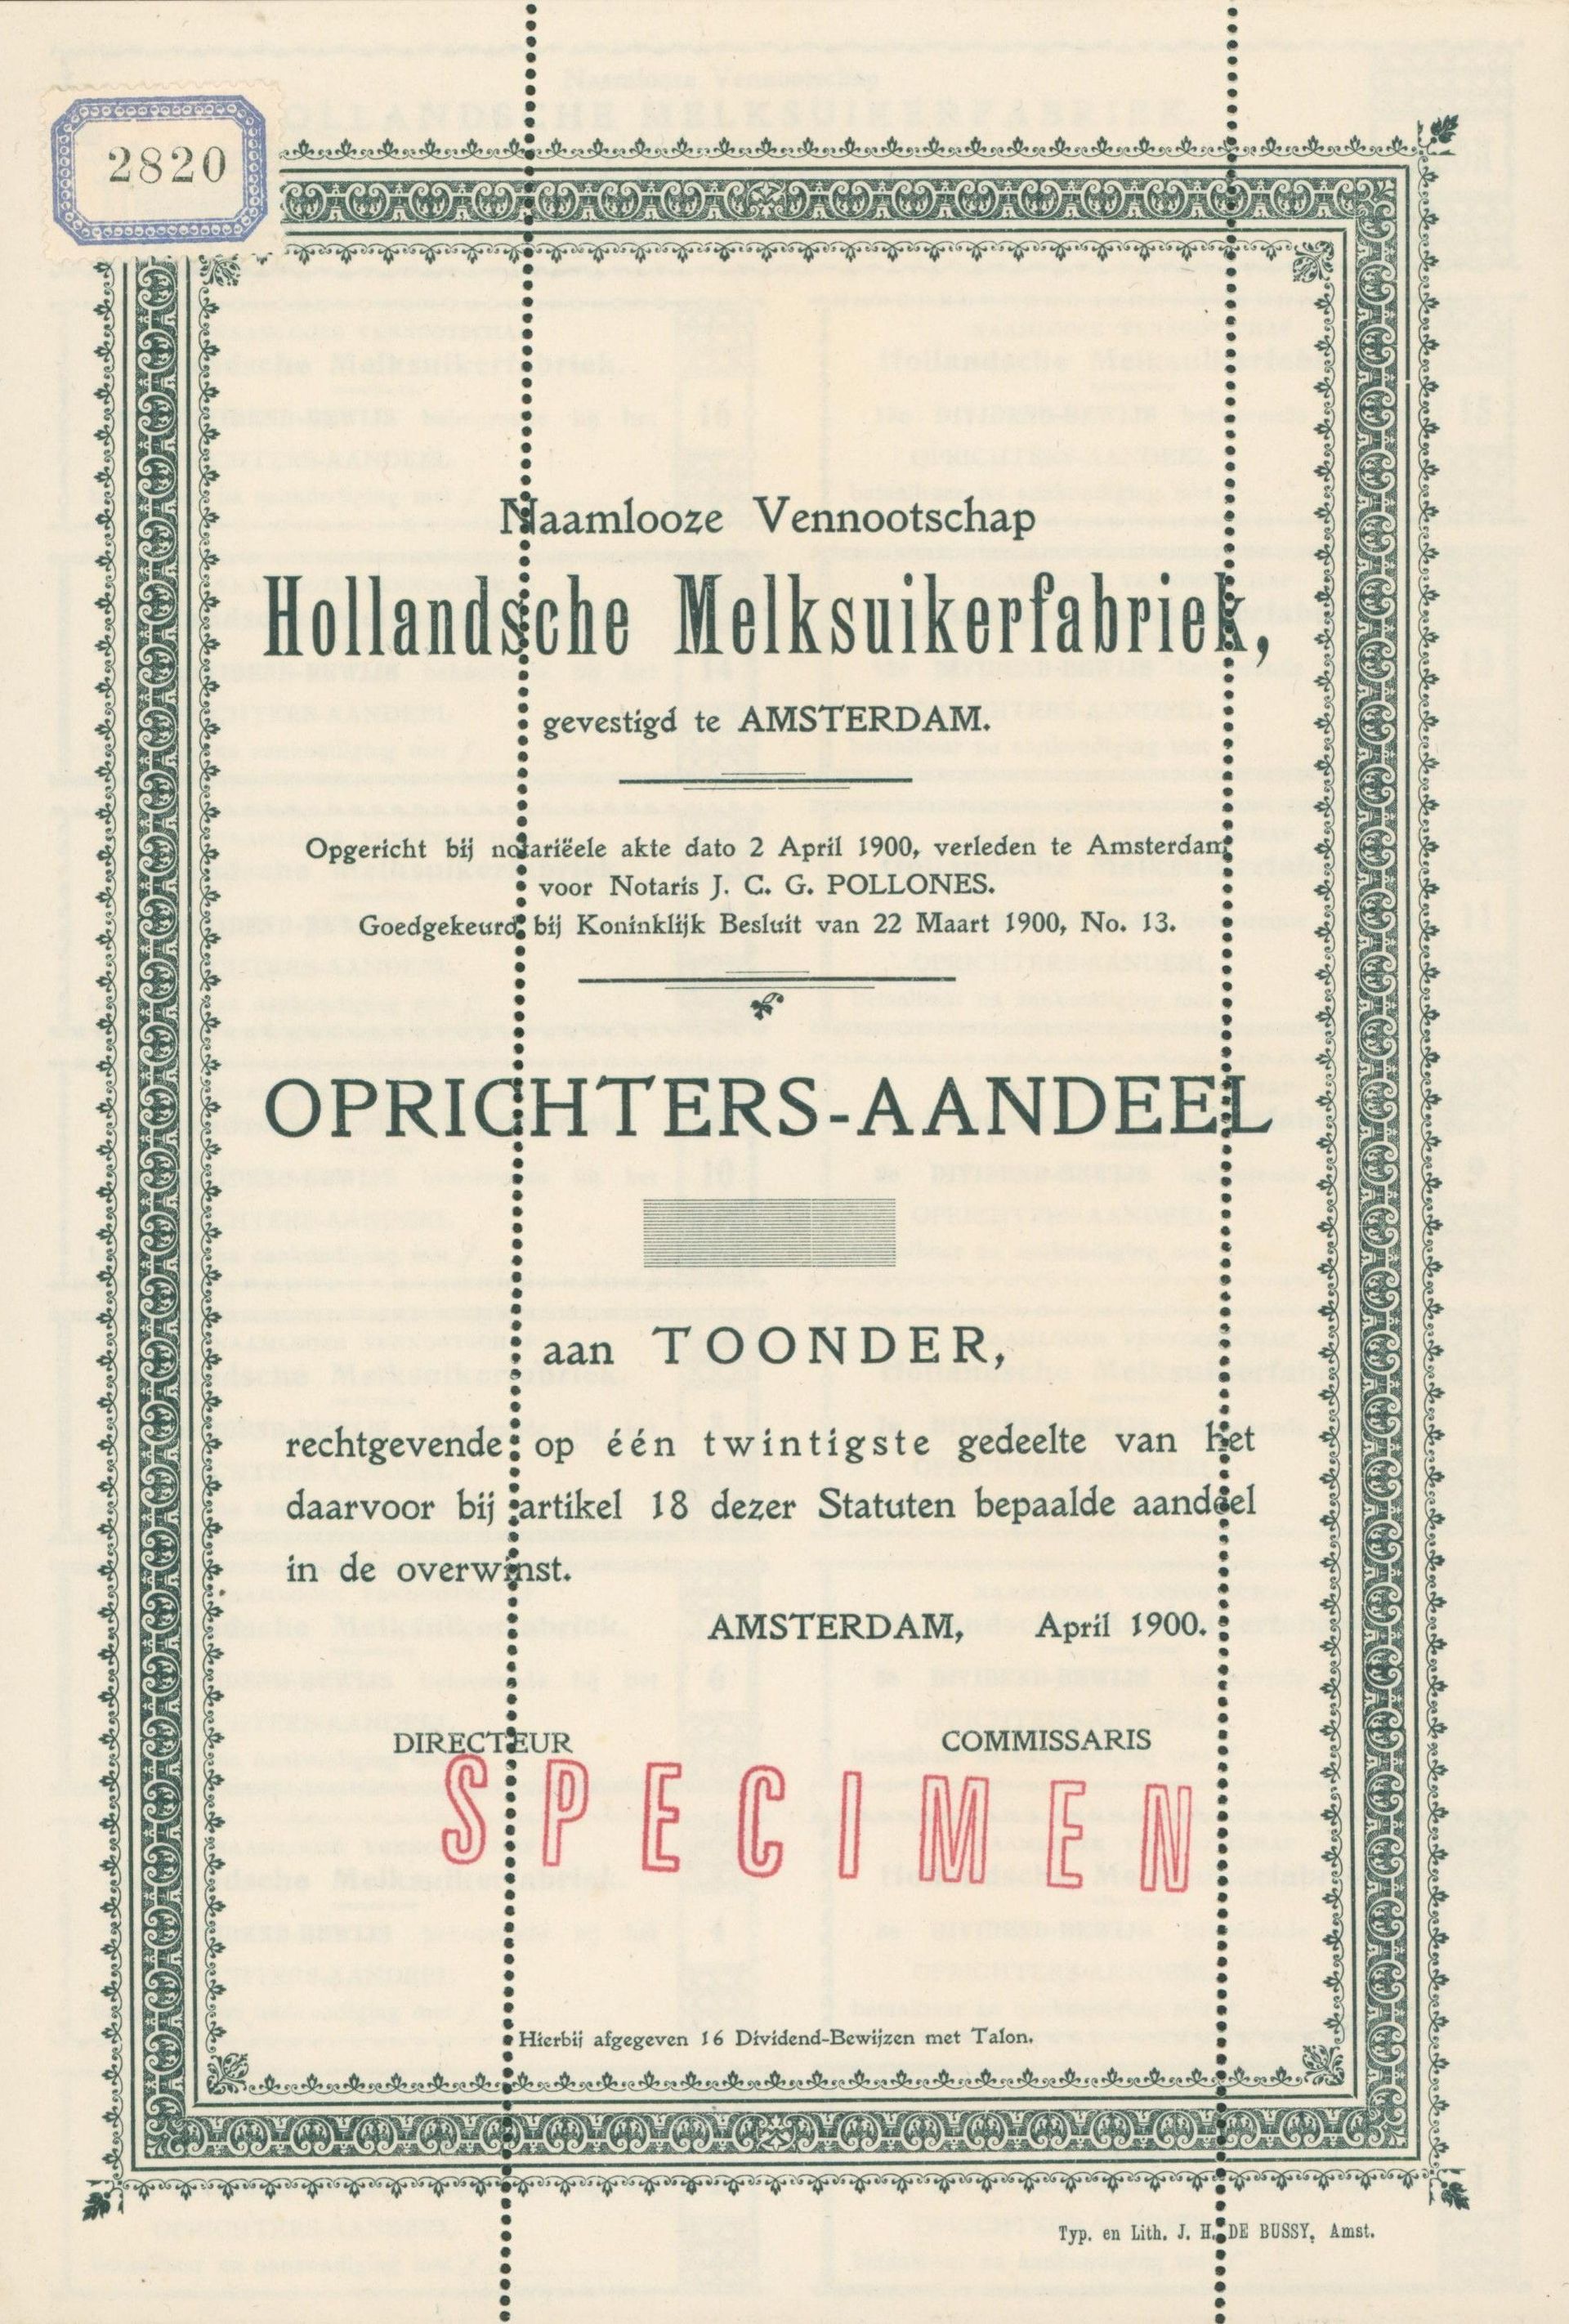 2820
Naamlooze Vennootschap
Hollandsche Melksuikerfabriek,
gevestigd te AMSTERDAM.
Opgericht bij notariëele akte dato 2 April 1900, verleden te Amsterdam
voor Notaris J. C. G. POLLONES.
Goedgekeurd bij Koninklijk Besluit van 22 Maart 1900, No. 13.
OPRICHTERS-AANDEEL
aan TOONDER,
rechtgevende op één twintigste gedeelte van het
daarvoor bij artikel 18 dezer Statuten bepaalde aandeel
in de overwinst.
AMSTERDAM, April 1900.
DIRECTEUR COMMISSARIS
SPECIMEN
Hierbij afgegeven 16 Dividend-Bewijzen met Talon.
Typ. en Lith. J. H. DE BUSSY, Amst.